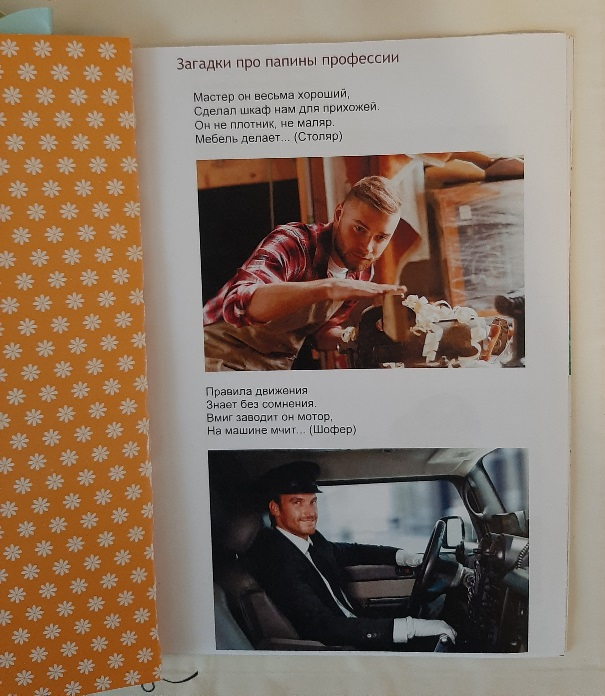 Загадки про папины профессии
Мастер он весьма хороший,
Сделал шкаф нам для прихожей.
Он не плотник, не маляр.
Мебель делает... (Столяр)
Правила движения
Знает без сомнения.
Вмиг заводит он мотор,
На машине мчит... (Шофер)